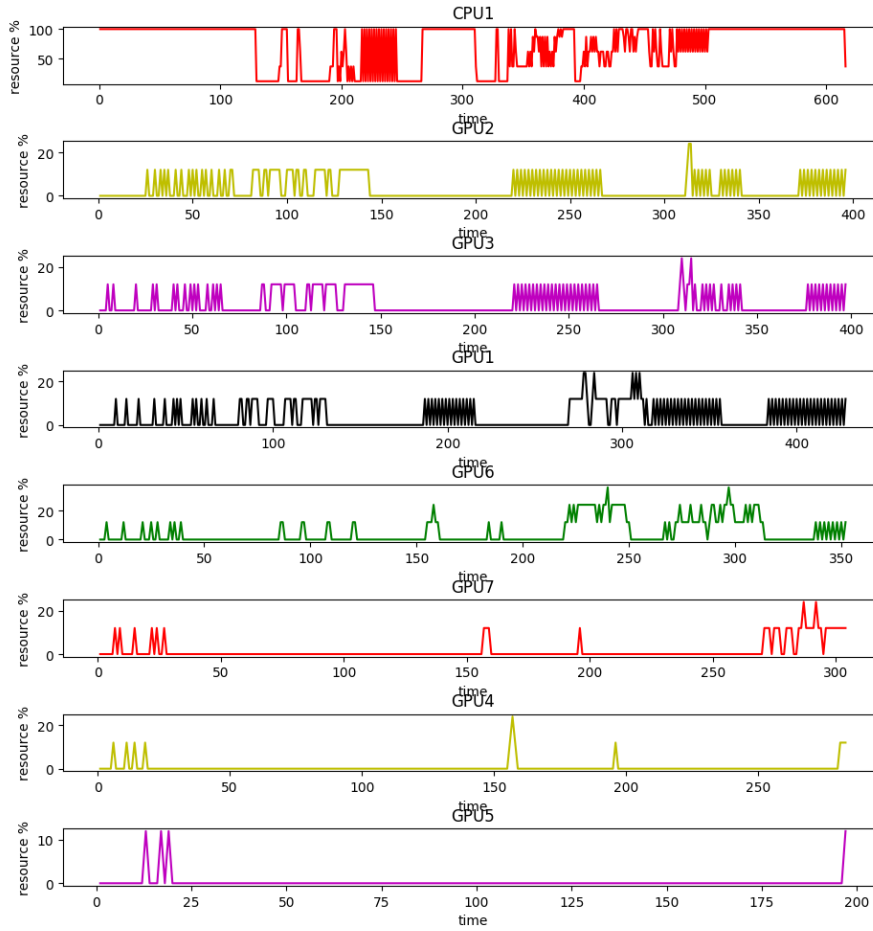 CPU1
resource %
100
50
0 100 200 300 400 500 600
time
GPU2
resource %
20
0
0 50 100 150 200 250 300 350 400
time
GPU3
resource %
20
0
0 50 100 150 200 250 300 350 400
time
GPU1
resource %
20
0
0 100 200 300 400
time
GPU6
resource %
20
0
0 50 100 150 200 250 300 350
time
GPU7
resource %
20
0
0 50 100 150 200 250 300
time
GPU4
resource %
20
0
0 50 100 150 200 250
time
GPU5
resource %
10
0
0 25 50 75 100 125 150 175 200
time